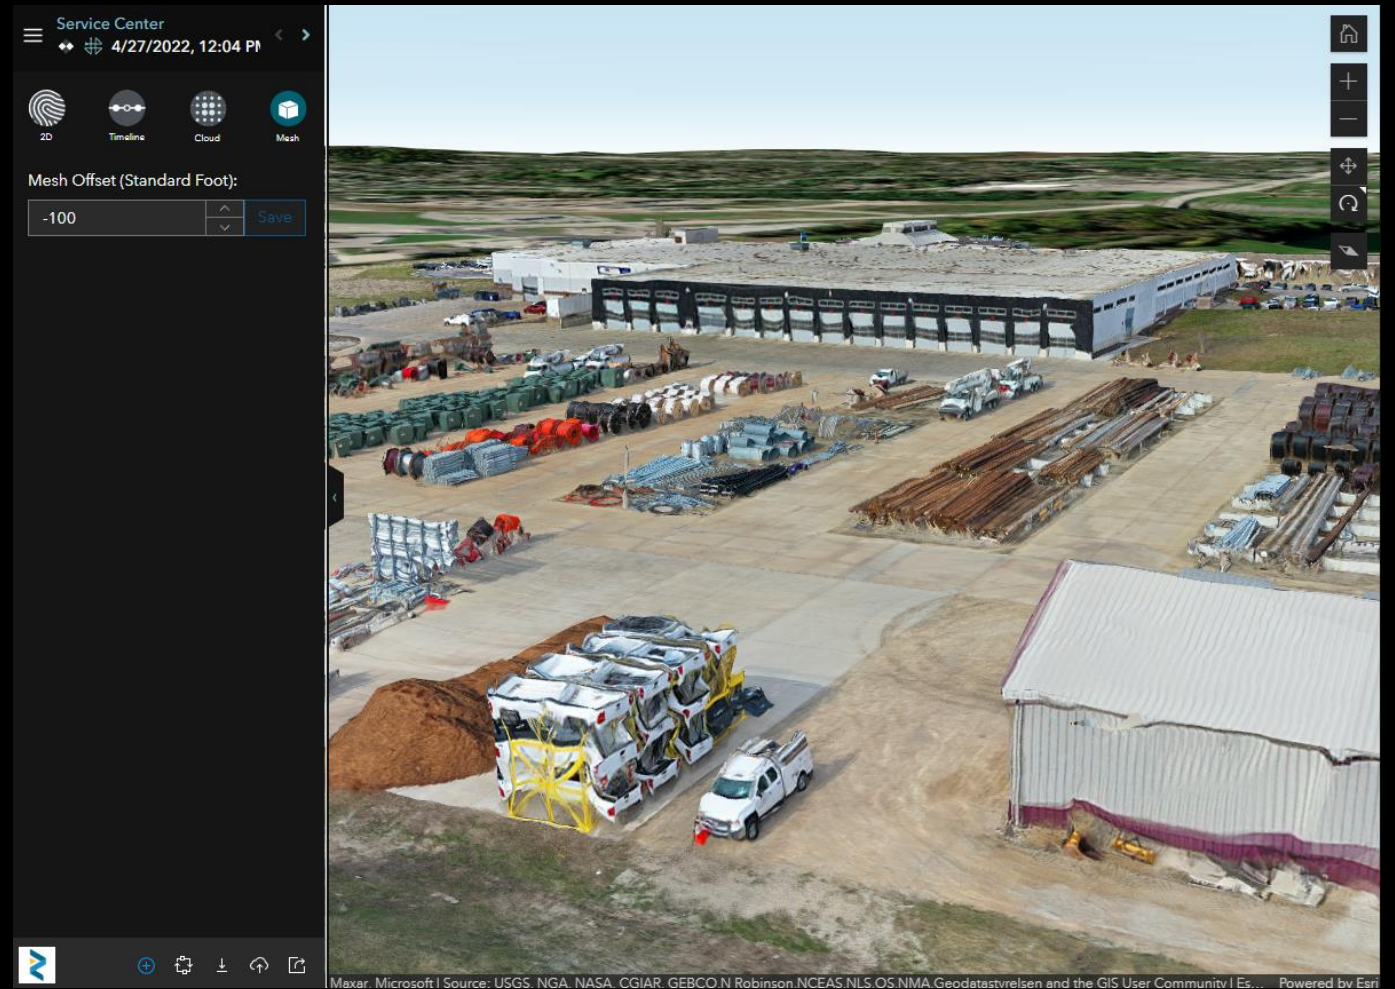 Service Center
4/27/2022, 12:04 PM
2D
Timeline
Cloud
Mesh
Mesh Offset (Standard Foot):
-100
Save
Maxar, Microsoft | Source: USGS, NGA, NASA, CGIAR, GEBCO,N Robinson,NCEAS,NLS,OS,NMA,Geodatastyrelsen and the GIS User Community | Es...
Powered by Esri